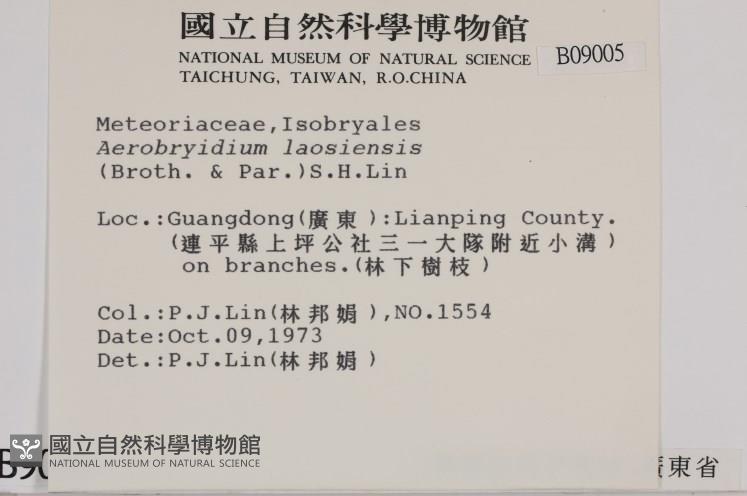 國立自然科學博物館
NATIONAL MUSEUM OF NATURAL SCIENCE
TAICHUNG, TAIWAN, R.O.CHINA
B09005
Meteoriaceae,Isobryales
Aerobryidium laosiensis
(Broth. & Par.)S.H.Lin
Loc.:Guangdong(廣東):Lianping County.
(連平縣上坪公社三一大隊附近小溝)
on branches.(林下樹枝)
Col.:P.J.Lin(林邦娟),NO.1554
Date:Oct.09,1973
Det.:P.J.Lin(林邦娟)
國立自然科學博物館
NATIONAL MUSEUM OF NATURAL SCIENCE
B90
廣東省